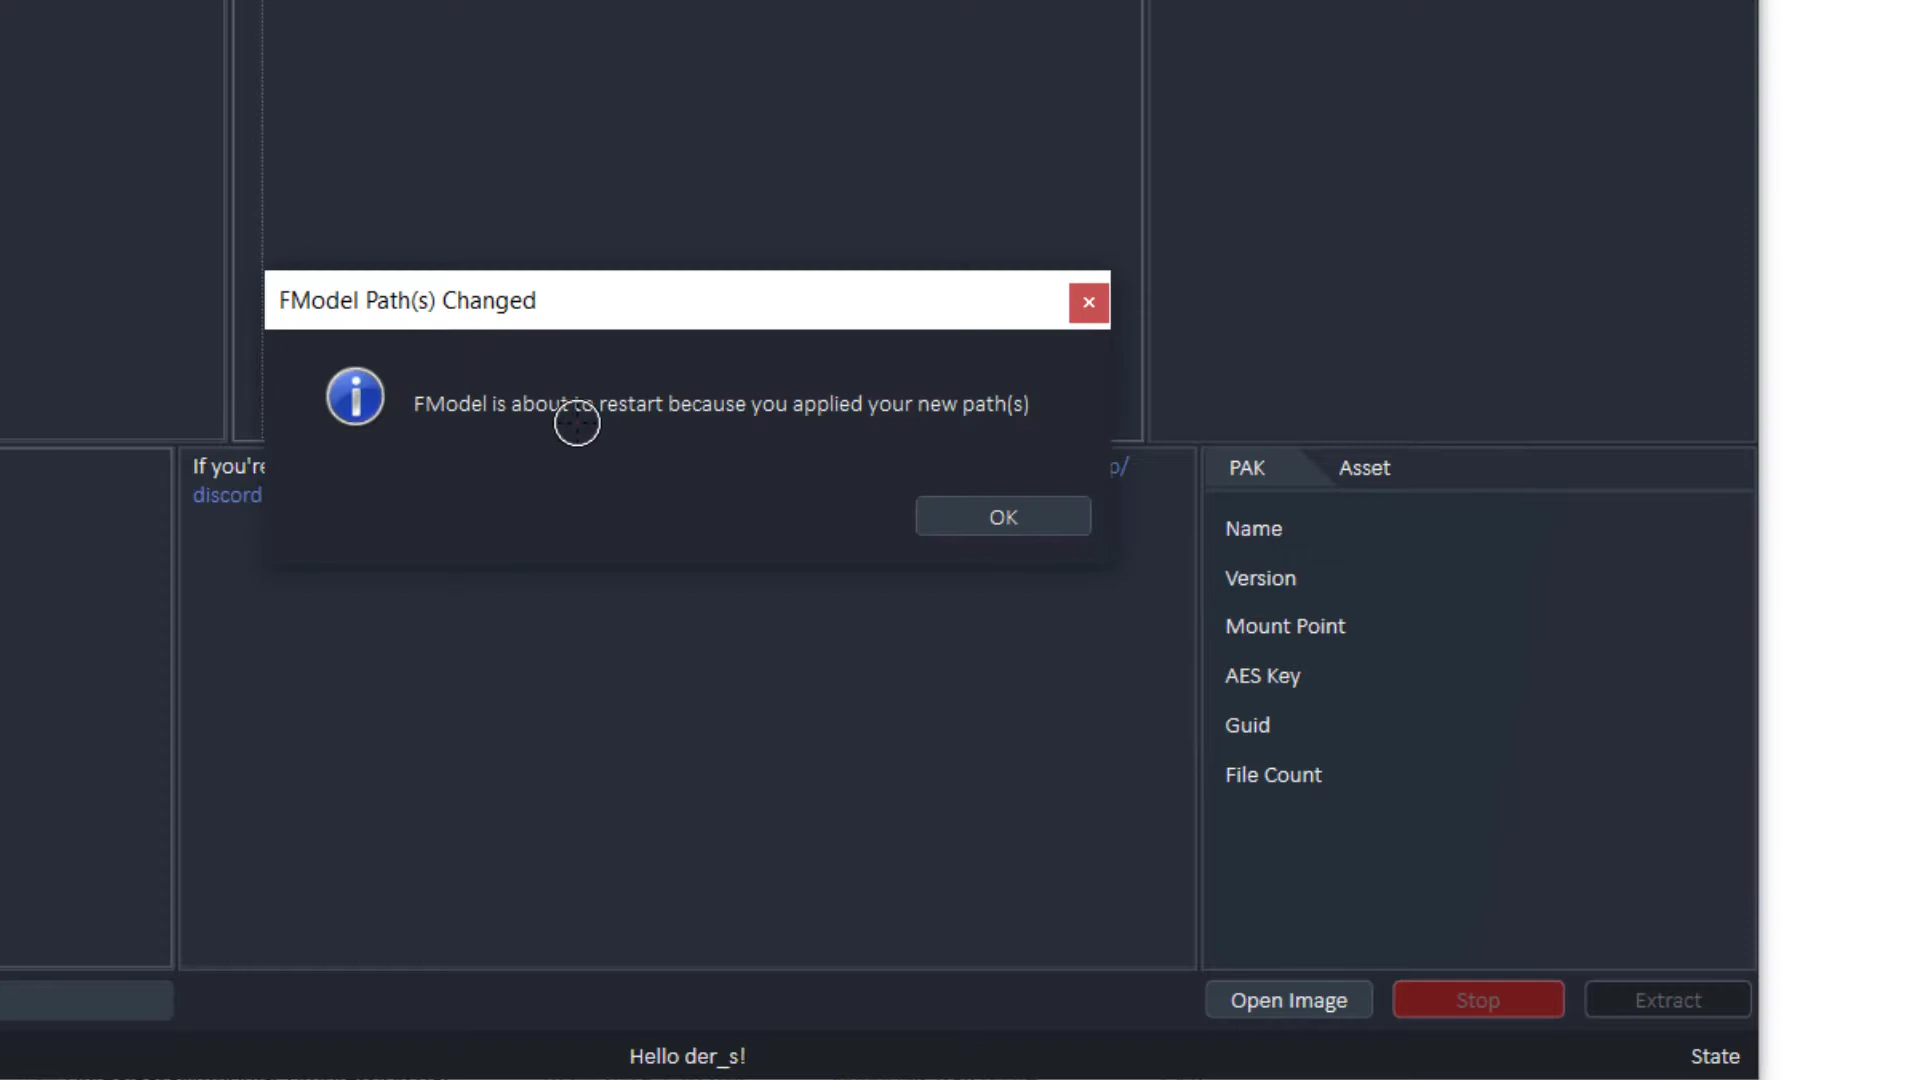 FModel Path(s) Changed
FModel is about to restart because you applied your new path(s)
OK
If you're
p/
discord
PAK
Asset
Name
Version
Mount Point
AES Key
Guid
File Count
Open Image
Stop
Extract
Hello der_s!
State